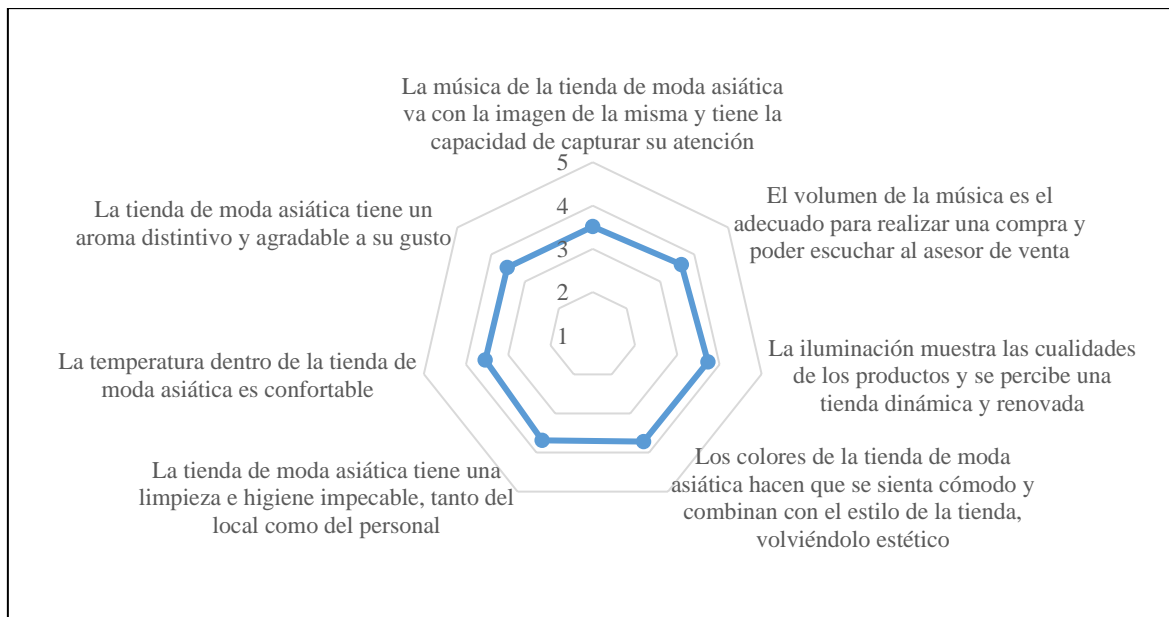 La música de la tienda de moda asiática
va con la imagen de la misma y tiene la
capacidad de capturar su atención
5
4
3
2
1
El volumen de la música es el
adecuado para realizar una compra y
poder escuchar al asesor de venta
La iluminación muestra las cualidades
de los productos y se percibe una
tienda dinámica y renovada
Los colores de la tienda de moda
asiática hacen que se sienta cómodo y
combinan con el estilo de la tienda,
volviéndolo estético
La tienda de moda asiática tiene una
limpieza e higiene impecable, tanto del
local como del personal
La temperatura dentro de la tienda de
moda asiática es confortable
La tienda de moda asiática tiene un
aroma distintivo y agradable a su gusto